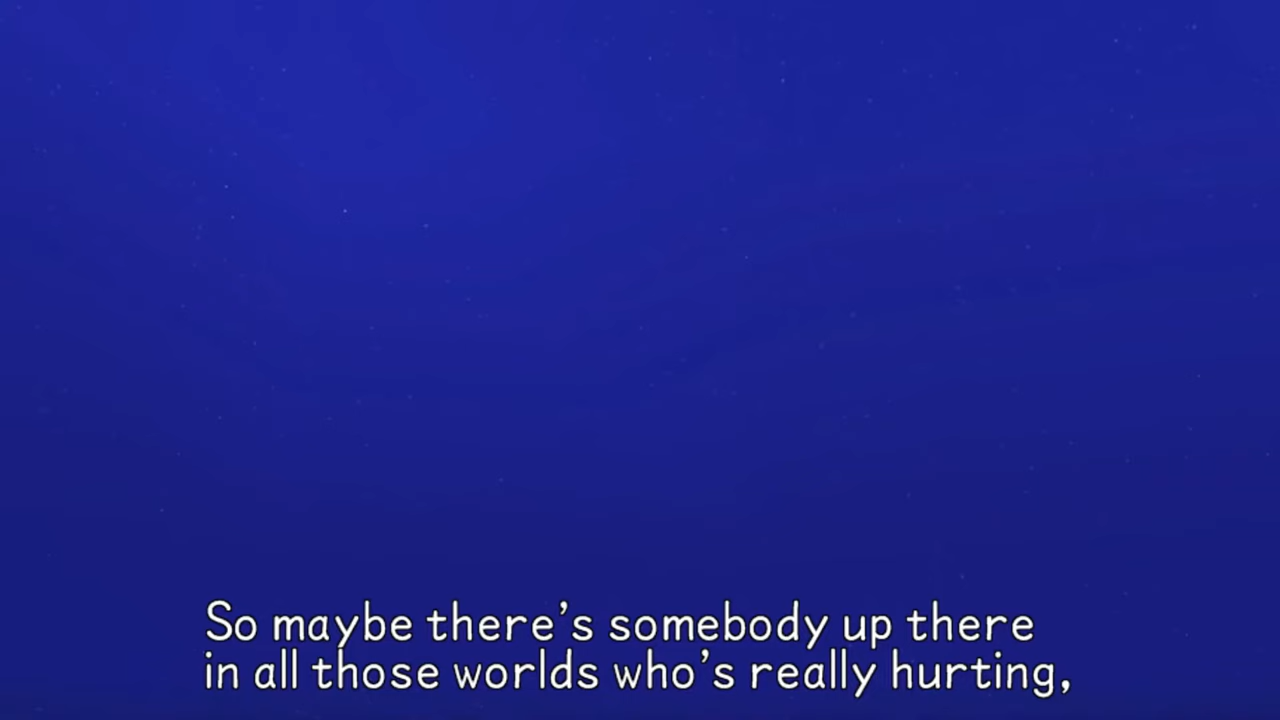 So maybe there’s somebody up there
in all those worlds who’s really hurting,